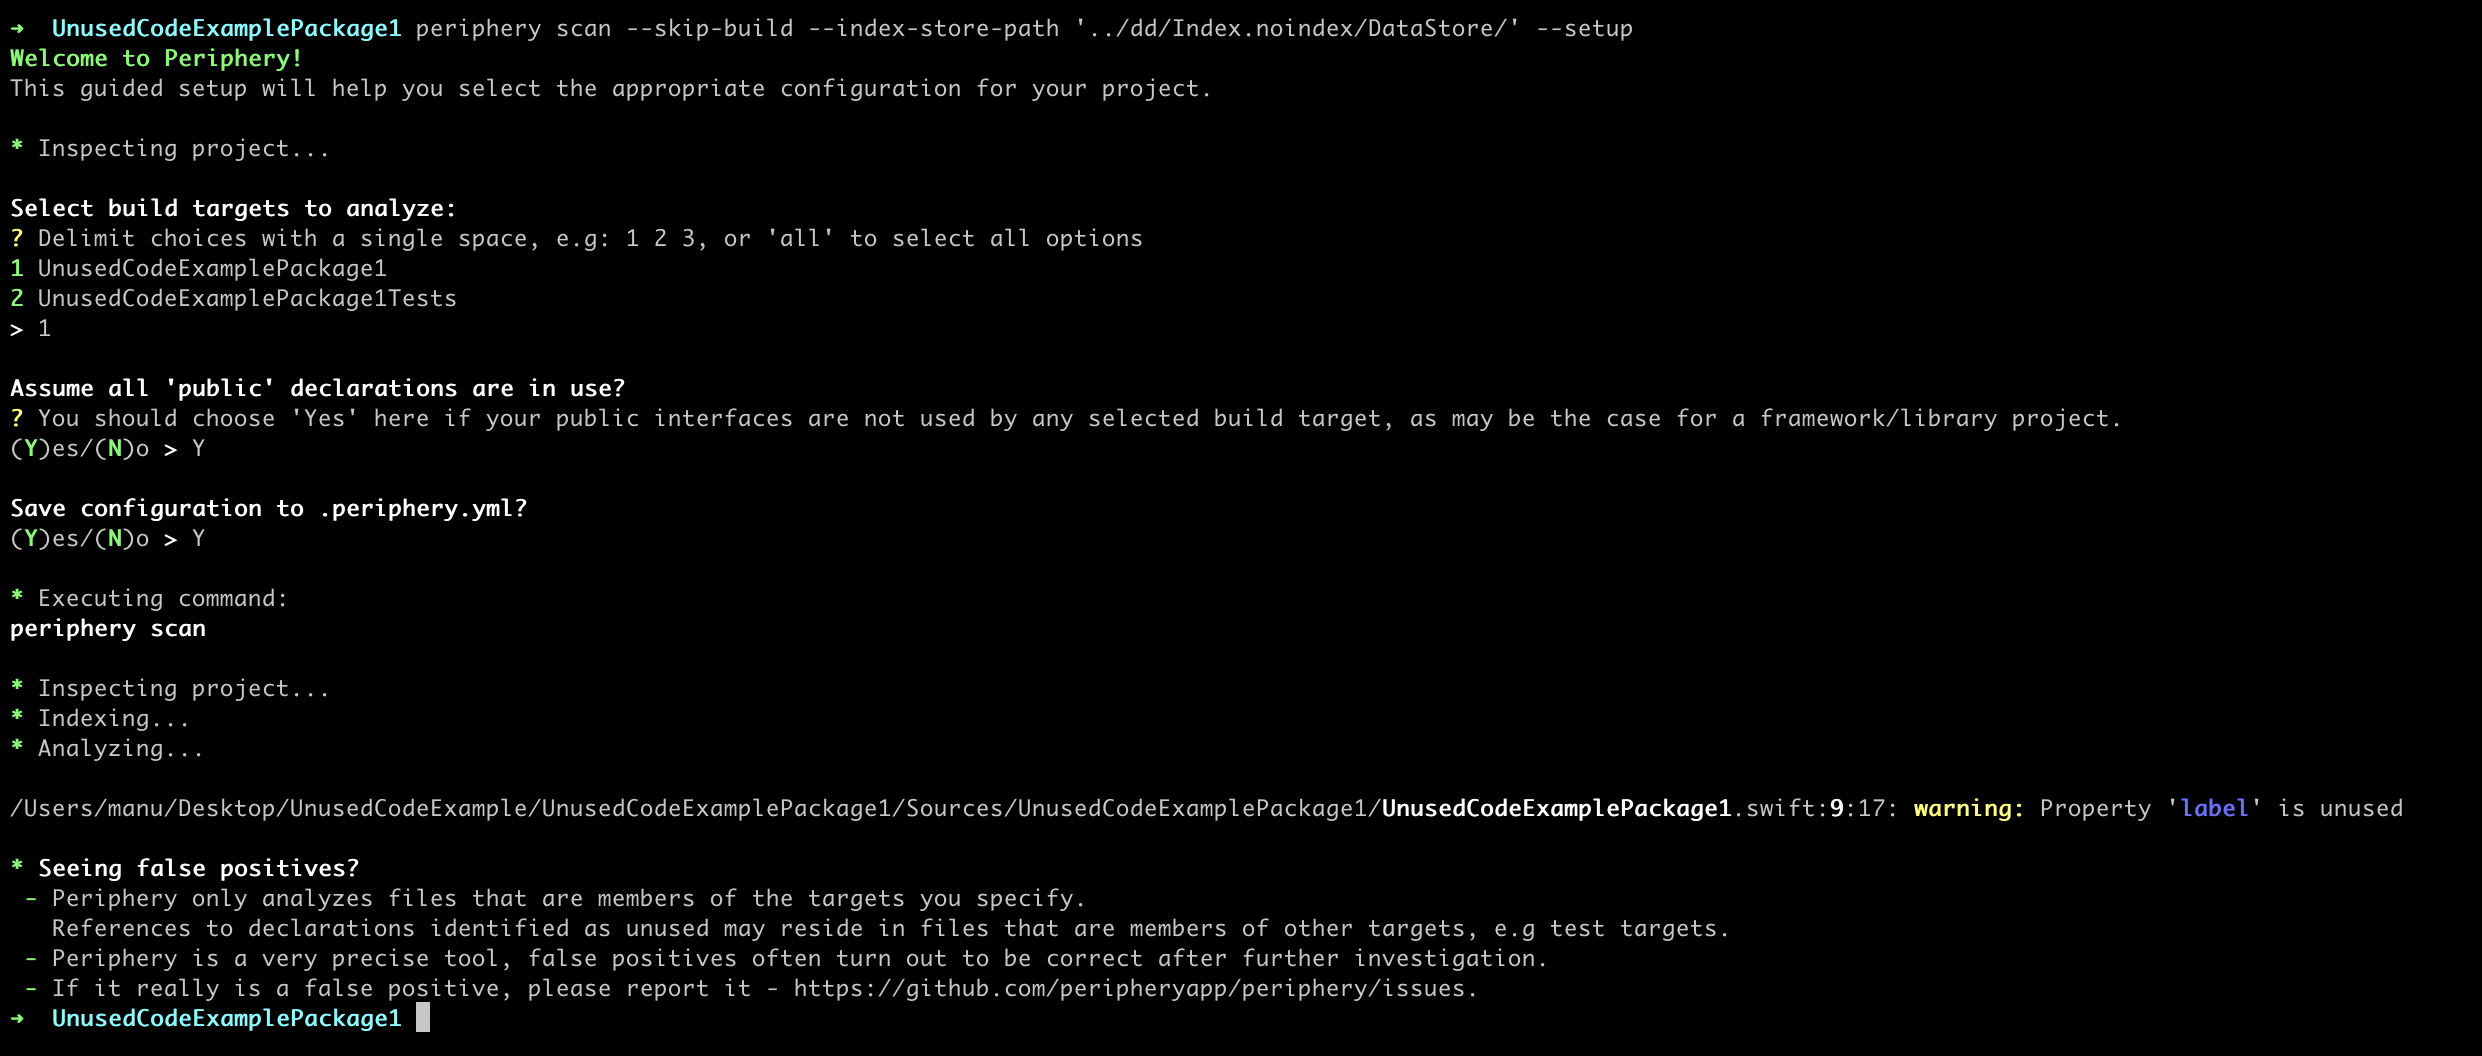 → UnusedCodeExamplePackage1 periphery scan --skip-build --index-store-path '../dd/Index.noindex/DataStore/' --setup
Welcome to Periphery!
This guided setup will help you select the appropriate configuration for your project.
* Inspecting project...
Select build targets to analyze:
? Delimit choices with a single space, e.g: 1 2 3, or 'all' to select all options
1 UnusedCodeExamplePackage1
2 UnusedCodeExamplePackage1Tests
> 1
Assume all 'public' declarations are in use?
? You should choose 'Yes' here if your public interfaces are not used by any selected build target, as may be the case for a framework/library project.
(Y)es/(N)o > Y
Save configuration to .periphery.yml?
(Y)es/(N)o > Y
* Executing command:
periphery scan
* Inspecting project...
* Indexing...
* Analyzing...
/Users/manu/Desktop/UnusedCodeExample/UnusedCodeExamplePackage1/Sources/UnusedCodeExamplePackage1/UnusedCodeExamplePackage1.swift:9:17: warning: Property 'label' is unused
* Seeing false positives?
- Periphery only analyzes files that are members of the targets you specify.
References to declarations identified as unused may reside in files that are members of other targets, e.g test targets.
- Periphery is a very precise tool, false positives often turn out to be correct after further investigation.
- If it really is a false positive, please report it - https://github.com/peripheryapp/periphery/issues.
→ UnusedCodeExamplePackage1